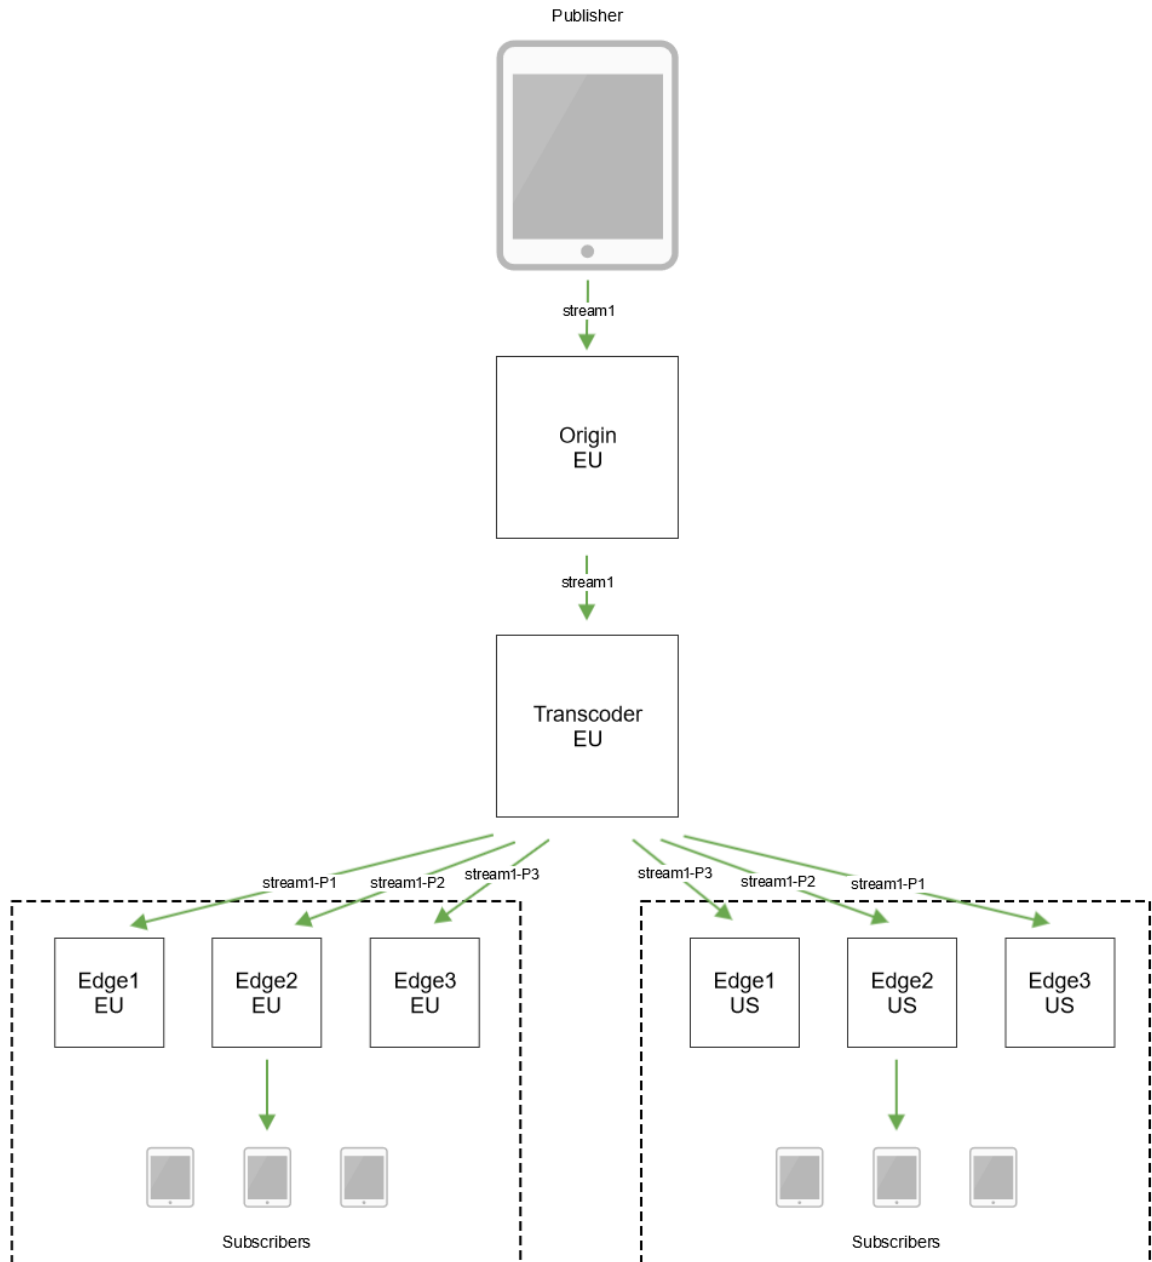 Publisher
stream1
Origin
EU
stream1
Transcoder
EU
stream1-P1
stream1-P2
stream1-P3
stream1-P3
stream1-P2
stream1-P1
Edge1
EU
Edge2
EU
Edge3
EU
Edge1
US
Edge2
US
Edge3
US
Subscribers
Subscribers